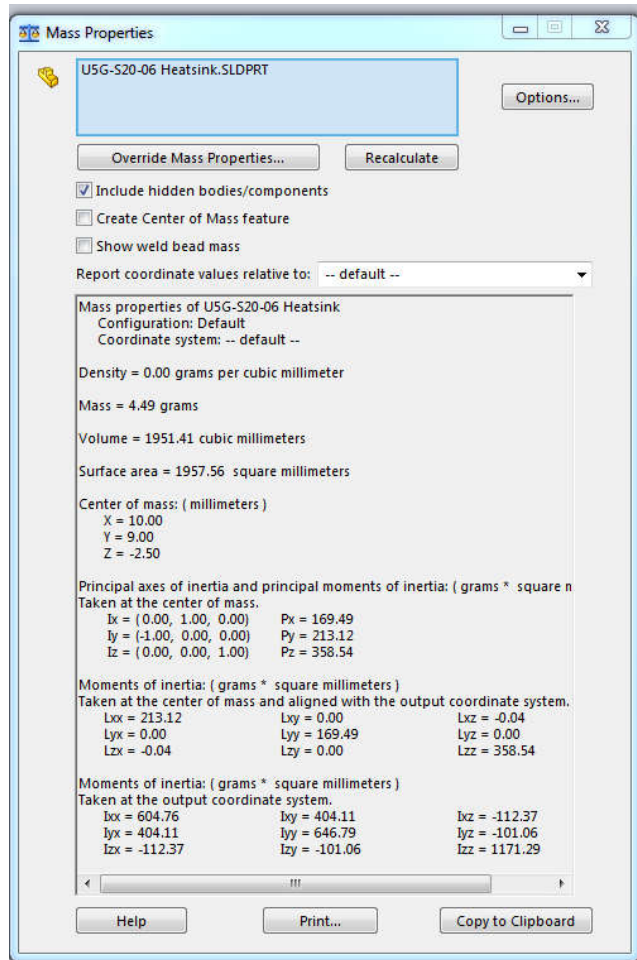 Mass Properties
U5G-S20-06 Heatsink.SLDPRT
Options...
Override Mass Properties... Recalculate
Include hidden bodies/components
Create Center of Mass feature
Show weld bead mass
Report coordinate values relative to: -- default --
Mass properties of U5G-S20-06 Heatsink
Configuration: Default
Coordinate system: -- default --
Density = 0.00 grams per cubic millimeter
Mass = 4.49 grams
Volume = 1951.41 cubic millimeters
Surface area = 1957.56 square millimeters
Center of mass: ( millimeters )
X = 10.00
Y = 9.00
Z = -2.50
Principal axes of inertia and principal moments of inertia: ( grams * square
Taken at the center of mass.
Ix = ( 0.00, 1.00, 0.00) Px = 169.49
Iy = (-1.00, 0.00, 0.00) Py = 213.12
Iz = ( 0.00, 0.00, 1.00) Pz = 358.54
Moments of inertia: ( grams * square millimeters )
Taken at the center of mass and aligned with the output coordinate system.
Lxx = 213.12 Lxy = 0.00 Lxz = -0.04
Lyx = 0.00 Lyy = 169.49 Lyz = 0.00
Lzx = -0.04 Lzy = 0.00 Lzz = 358.54
Moments of inertia: ( grams * square millimeters )
Taken at the output coordinate system.
Ixx = 604.76 Ixy = 404.11 Ixz = -112.37
Iyx = 404.11 Iyy = 646.79 Iyz = -101.06
Izx = -112.37 Izy = -101.06 Izz = 1171.29
Help Print... Copy to Clipboard